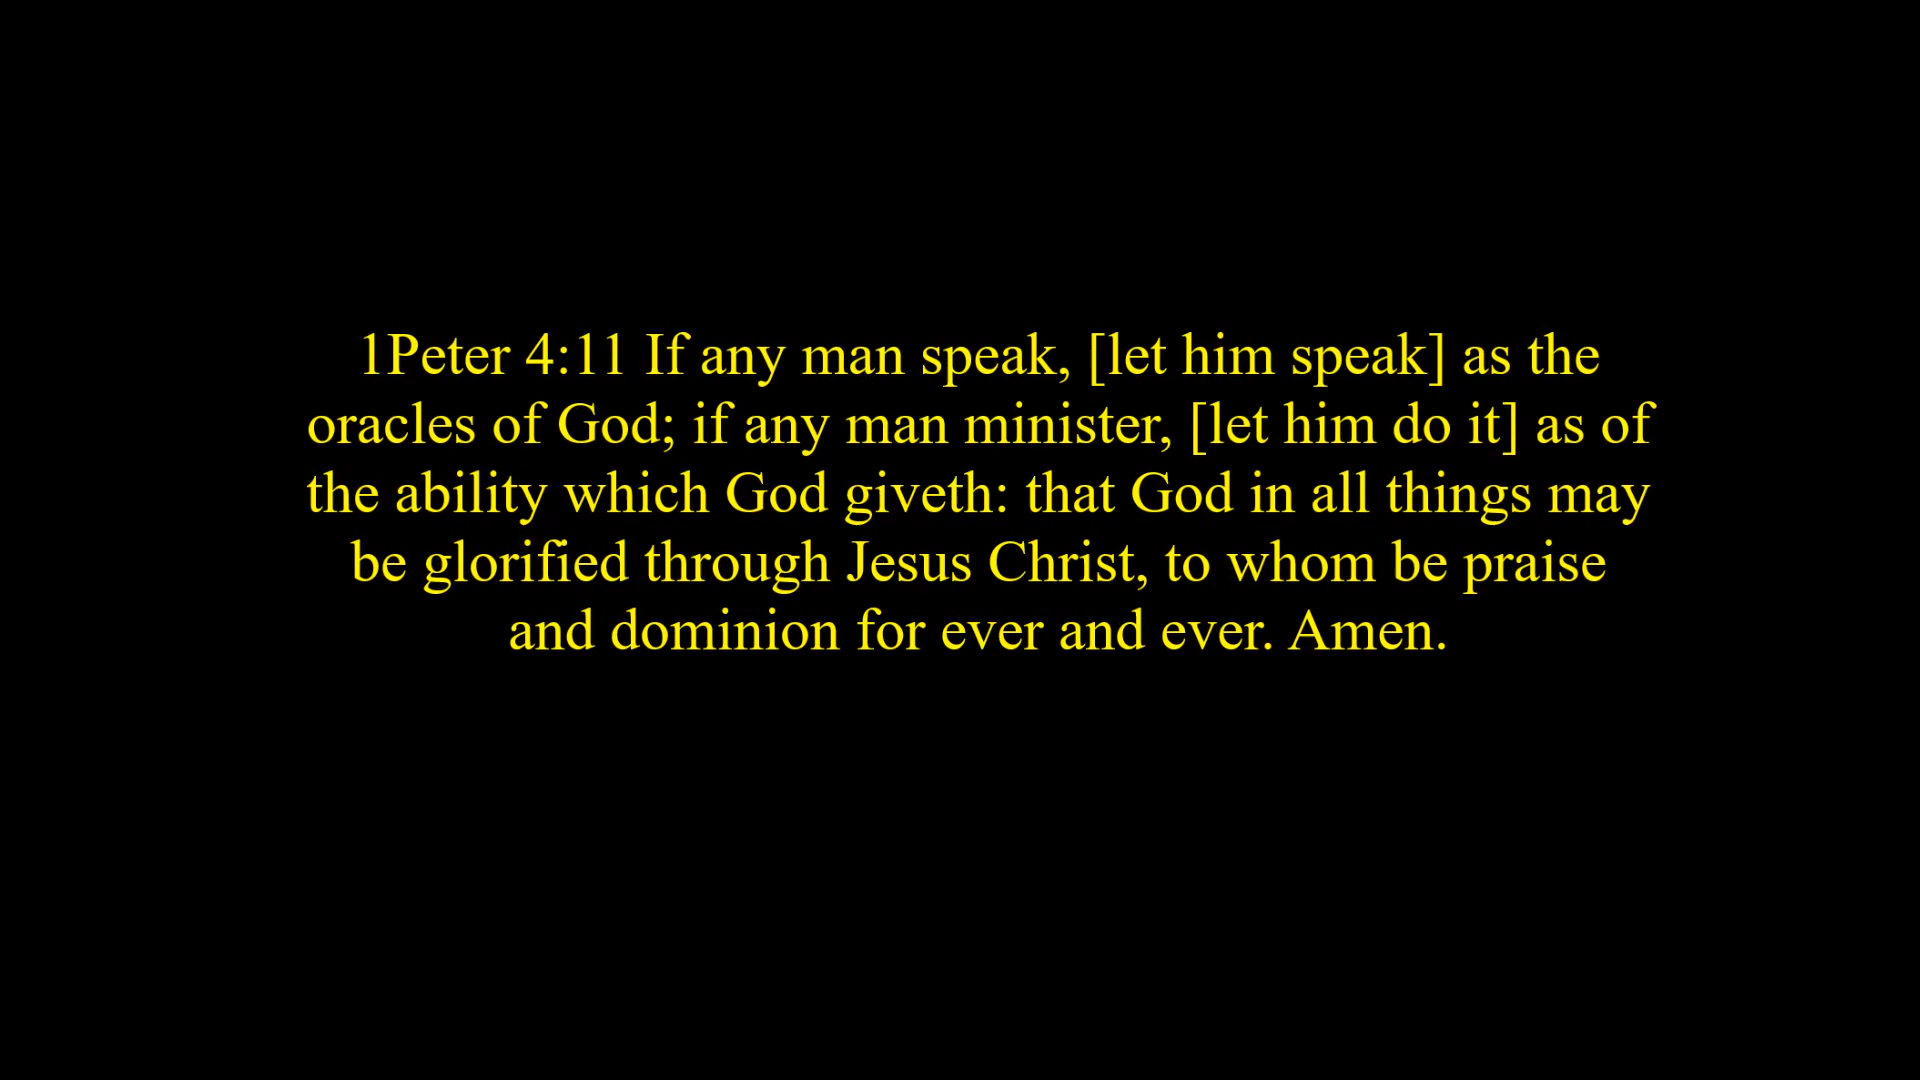 1Peter 4:11 If any man speak, [let him speak] as the
oracles of God; if any man minister, [let him do it] as of
the ability which God giveth: that God in all things may
be glorified through Jesus Christ, to whom be praise
and dominion for ever and ever. Amen.